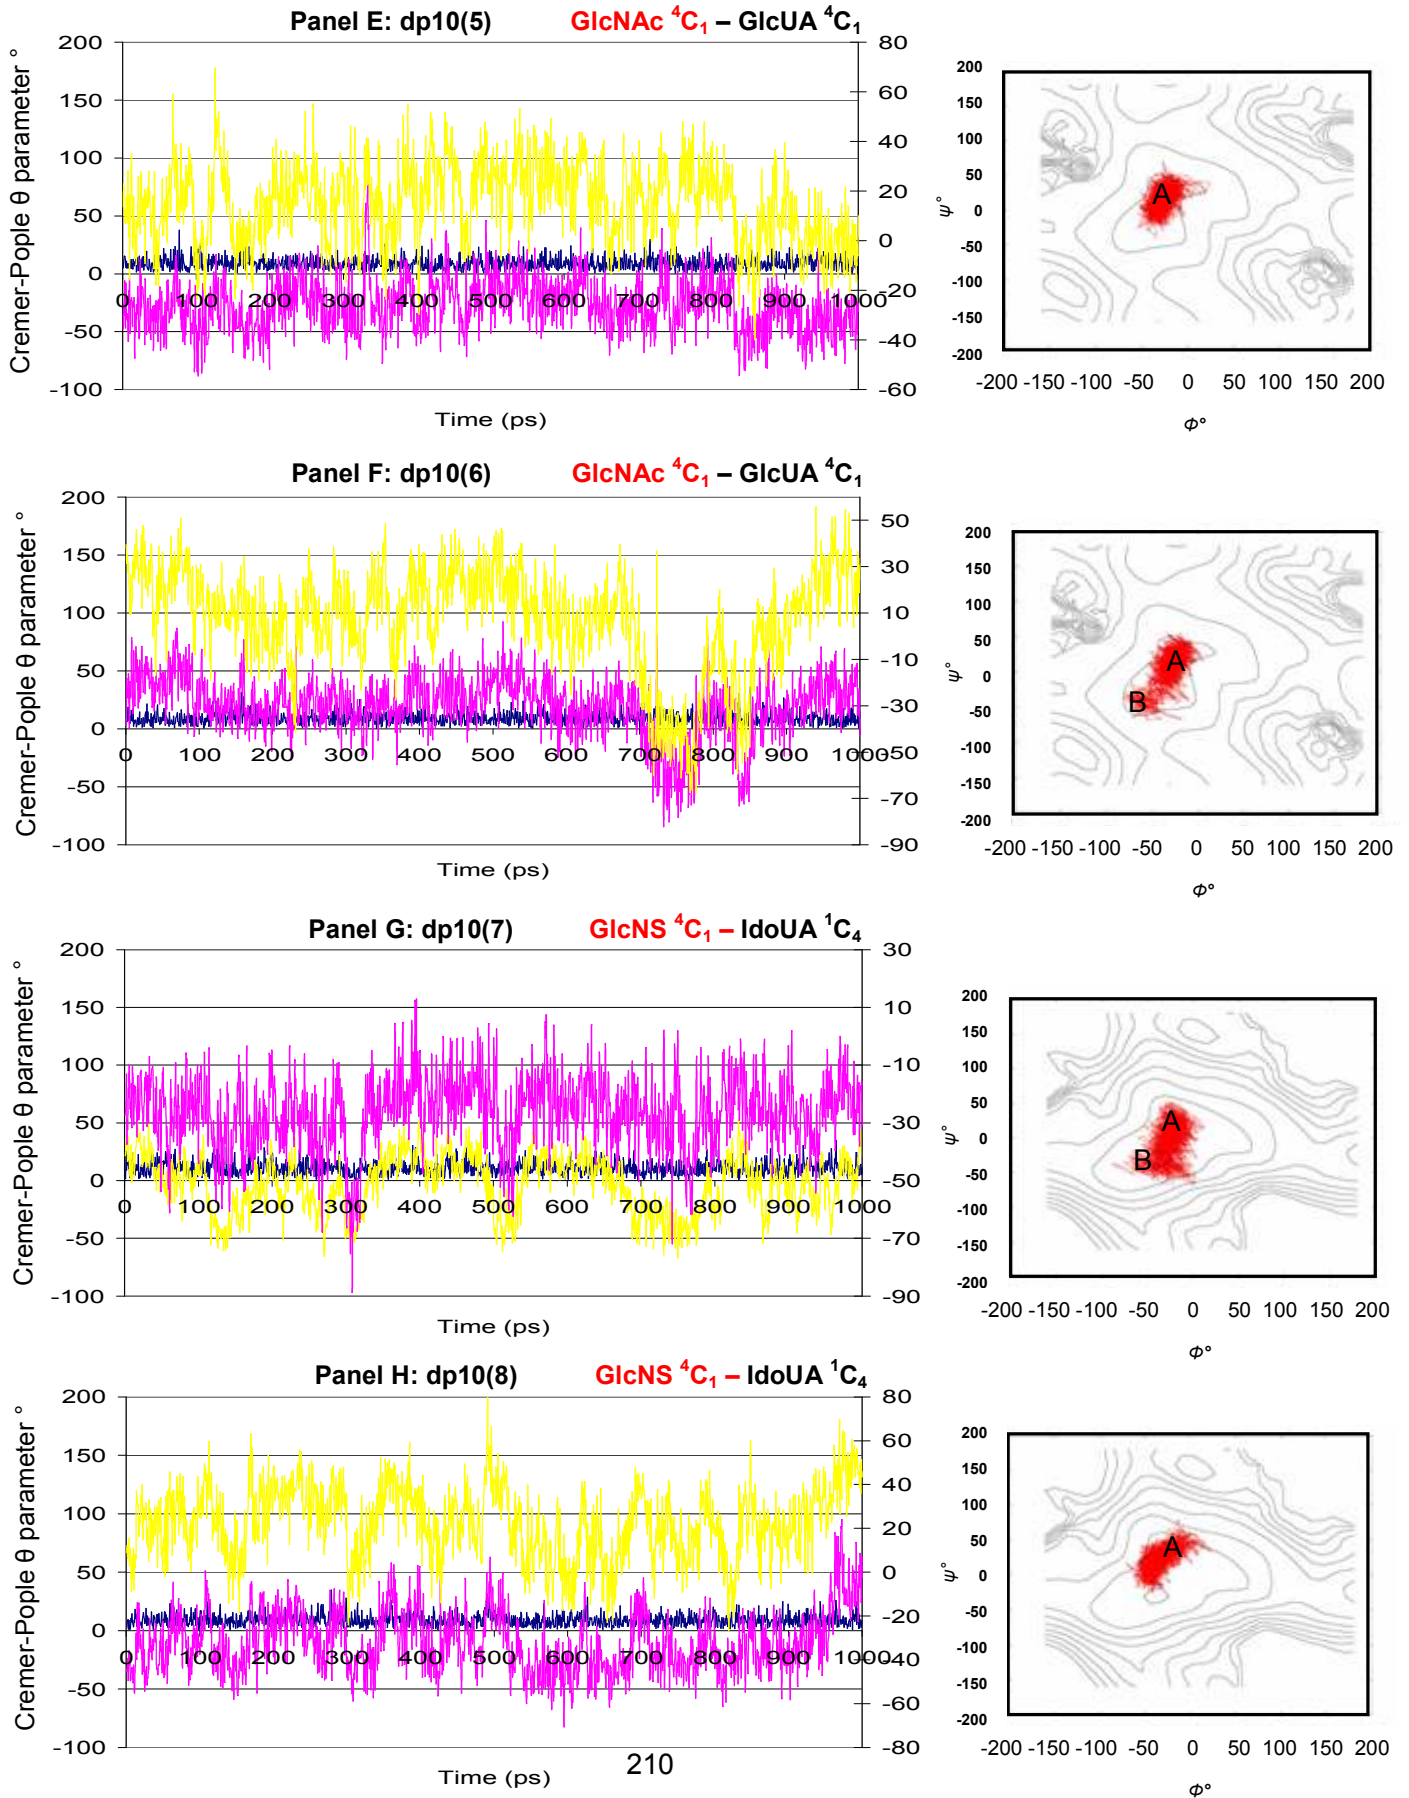 Panel E: dp10(5) GlcNAc ⁴C₁ – GlcUA ⁴C₁
Cremer-Pople θ parameter °
200
150
100
50
0
-50
-100
80
60
40
20
0
-20
-40
-60
0 100 200 300 400 500 600 700 800 900 1000
Time (ps)
ψ°
200
150
100
50
0
-50
-100
-150
-200
A
-200 -150 -100 -50 0 50 100 150 200
Φ°
Panel F: dp10(6) GlcNAc ⁴C₁ – GlcUA ⁴C₁
Cremer-Pople θ parameter °
200
150
100
50
0
-50
-100
50
30
10
-10
-30
-50
-70
-90
0 100 200 300 400 500 600 700 800 900 1000
Time (ps)
ψ°
200
150
100
50
0
-50
-100
-150
-200
A
B
-200 -150 -100 -50 0 50 100 150 200
Φ°
Panel G: dp10(7) GlcNS ⁴C₁ – IdoUA ¹C₄
Cremer-Pople θ parameter °
200
150
100
50
0
-50
-100
30
10
-10
-30
-50
-70
-90
0 100 200 300 400 500 600 700 800 900 1000
Time (ps)
ψ°
200
150
100
50
0
-50
-100
-150
-200
A
B
-200 -150 -100 -50 0 50 100 150 200
Φ°
Panel H: dp10(8) GlcNS ⁴C₁ – IdoUA ¹C₄
Cremer-Pople θ parameter °
200
150
100
50
0
-50
-100
80
60
40
20
0
-20
-40
-60
-80
0 100 200 300 400 500 600 700 800 900 1000
Time (ps)
ψ°
200
150
100
50
0
-50
-100
-150
-200
A
-200 -150 -100 -50 0 50 100 150 200
Φ°
210